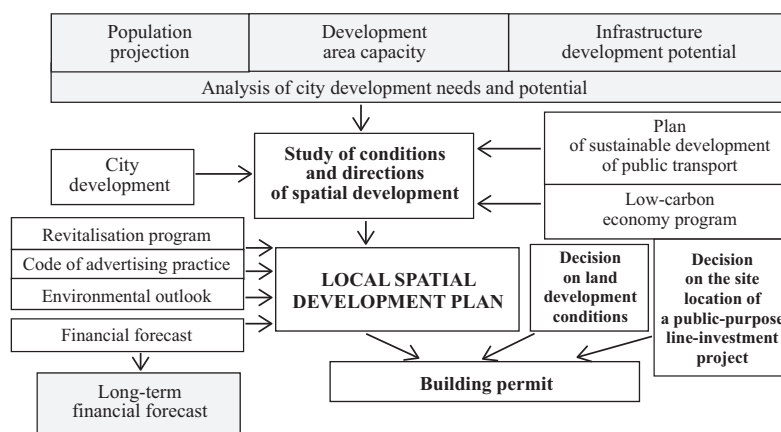 Population
projection
Development
area capacity
Infrastructure
development potential
Analysis of city development needs and potential
City
development
Study of conditions
and directions
of spatial development
Plan
of sustainable development
of public transport
Low-carbon
economy program
Revitalisation program
Code of advertising practice
Environmental outlook
Financial forecast
Long-term
financial forecast
LOCAL SPATIAL
DEVELOPMENT PLAN
Decision
on land
development
conditions
Decision
on the site
location of
a public-purpose
line-investment
project
Building permit